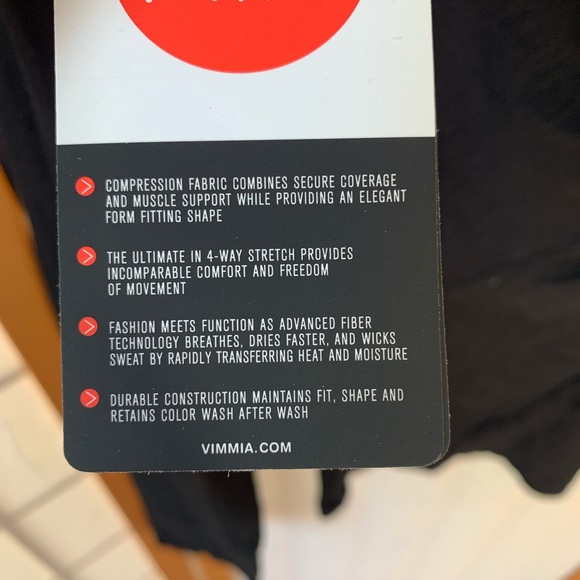 COMPRESSION FABRIC COMBINES SECURE COVERAGE
AND MUSCLE SUPPORT WHILE PROVIDING AN ELEGANT
FORM FITTING SHAPE
THE ULTIMATE IN 4-WAY STRETCH PROVIDES
INCOMPARABLE COMFORT AND FREEDOM
OF MOVEMENT
FASHION MEETS FUNCTION AS ADVANCED FIBER
TECHNOLOGY BREATHES, DRIES FASTER, AND WICKS
SWEAT BY RAPIDLY TRANSFERRING HEAT AND MOISTURE
DURABLE CONSTRUCTION MAINTAINS FIT, SHAPE AND
RETAINS COLOR WASH AFTER WASH
VIMMIA.COM